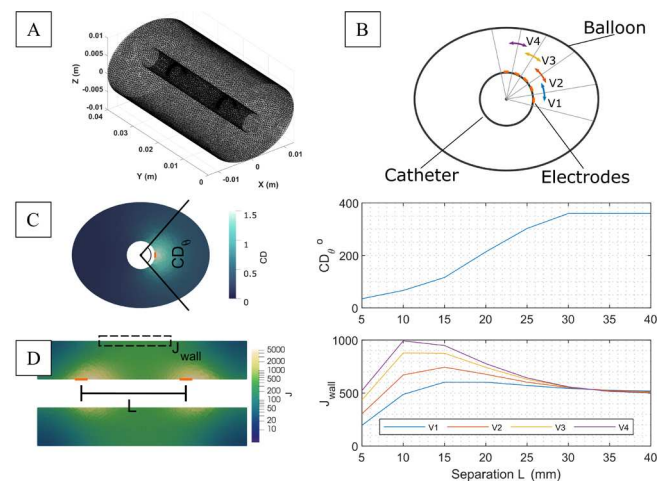 A
Z (m)
0.015
0.01
0.005
0
-0.005
-0.01
0.04
0.03
0.02
0.01
0
Y (m)
-0.01
0
0.01
X (m)
B
Balloon
V4
V3
V2
V1
Catheter
Electrodes
C
CDθ
1.5
1
0.5
0
CD
CDθ°
400
200
0
5 10 15 20 25 30 35 40
D
Jwall
L
5000
2000
1000
500
200
100
50
20
10
J
Jwall
1000
500
0
V1 V2 V3 V4
5 10 15 20 25 30 35 40
Separation L (mm)